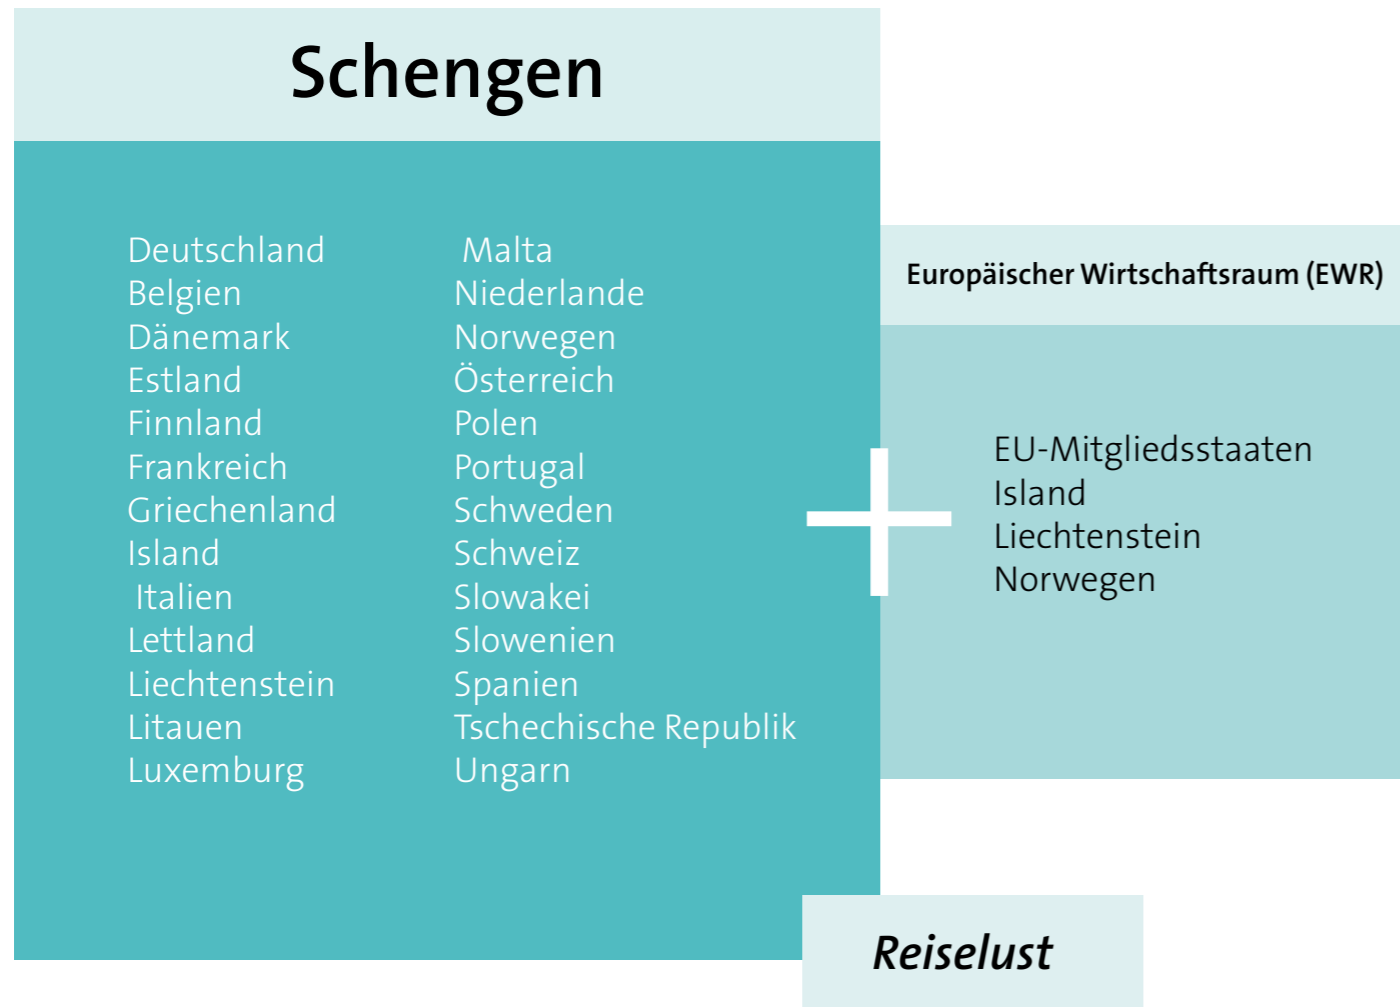 Schengen
Deutschland
Belgien
Dänemark
Estland
Finnland
Frankreich
Griechenland
Island
Italien
Lettland
Liechtenstein
Litauen
Luxemburg
Malta
Niederlande
Norwegen
Österreich
Polen
Portugal
Schweden
Schweiz
Slowakei
Slowenien
Spanien
Tschechische Republik
Ungarn
Europäischer Wirtschaftsraum (EWR)
EU-Mitgliedsstaaten
Island
Liechtenstein
Norwegen
Reiselust